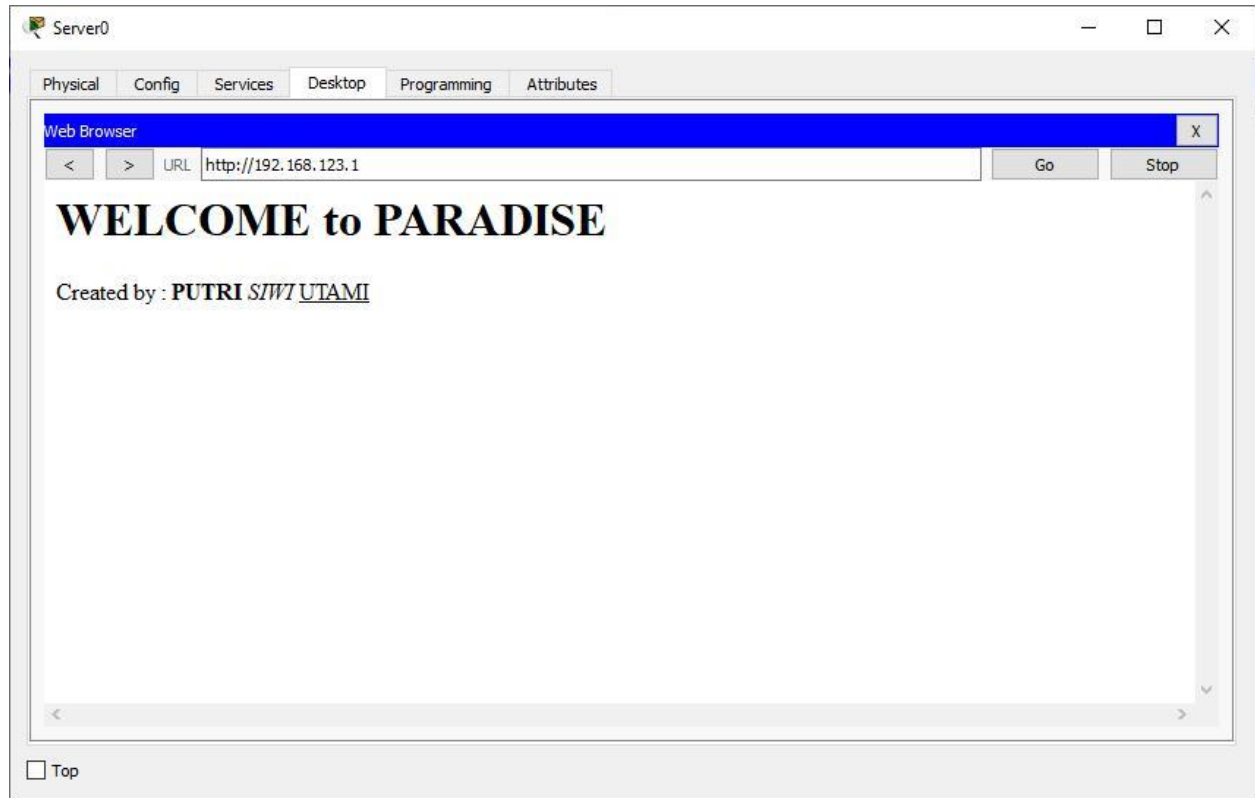 Server0
Physical Config Services Desktop Programming Attributes
Web Browser X
< > URL http://192.168.123.1 Go Stop
WELCOME to PARADISE
Created by : PUTRI SIWI UTAMI
Top